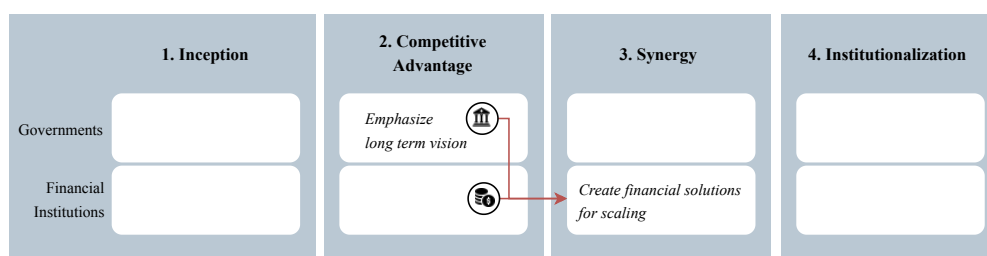 1. Inception
2. Competitive
Advantage
3. Synergy
4. Institutionalization
Governments
Emphasize
long term vision
Financial
Institutions
Create financial solutions
for scaling